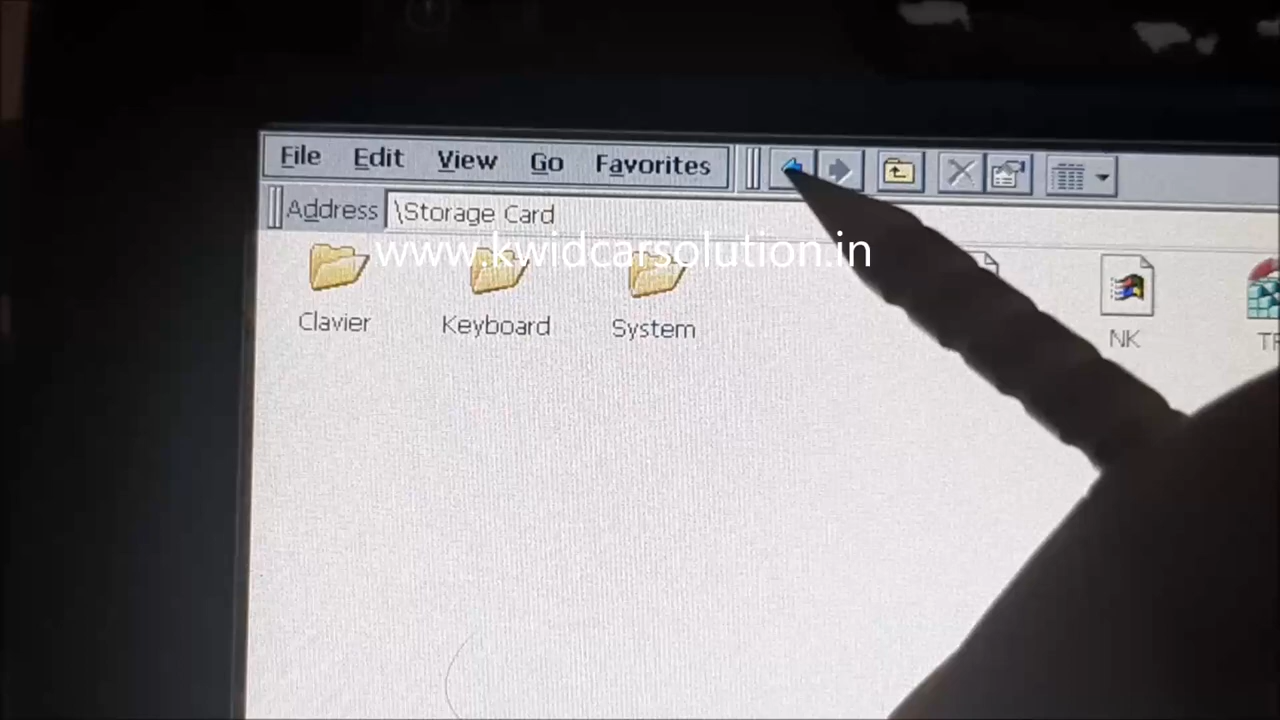 File Edit View Go Favorites
Address \Storage Card
www.kwidcarsolution.in
Clavier Keyboard System NK